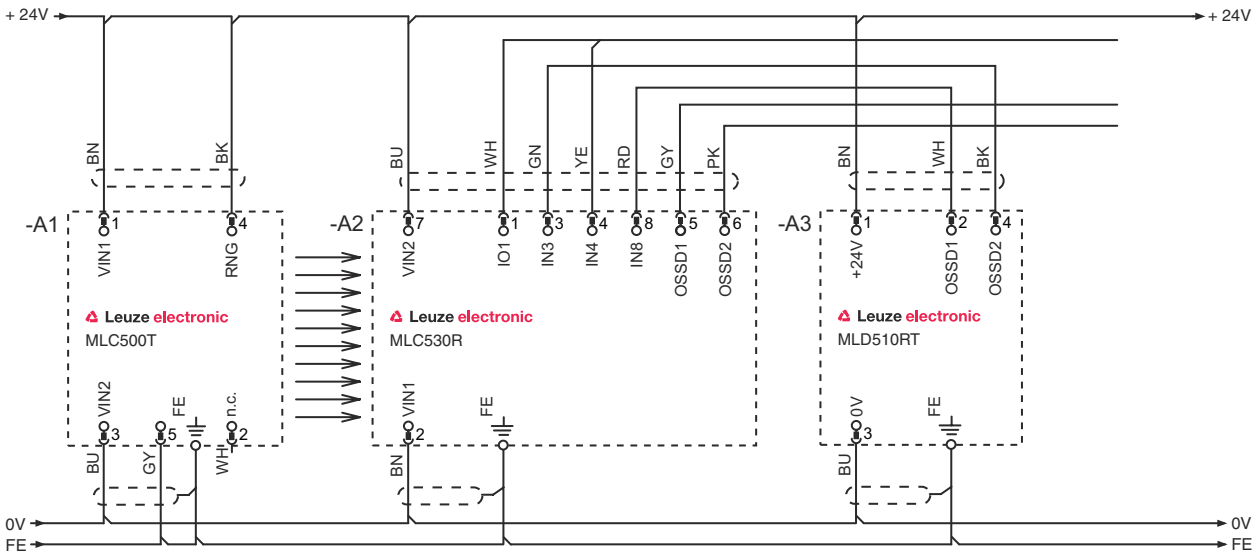 + 24V
+ 24V
BN
BK
BU
WH
GN
YE
RD
GY
PK
BN
WH
BK
-A1
1
4
-A2
7
1
3
4
8
5
6
-A3
1
2
4
VIN1
RNG
VIN2
IO1
IN3
IN4
IN8
OSSD1
OSSD2
+24V
OSSD1
OSSD2
Leuze electronic
MLC500T
Leuze electronic
MLC530R
Leuze electronic
MLD510RT
VIN2
FE
n.c.
VIN1
FE
0V
FE
3
5
2
2
3
BU
GY
WH
BN
BU
0V
0V
FE
FE